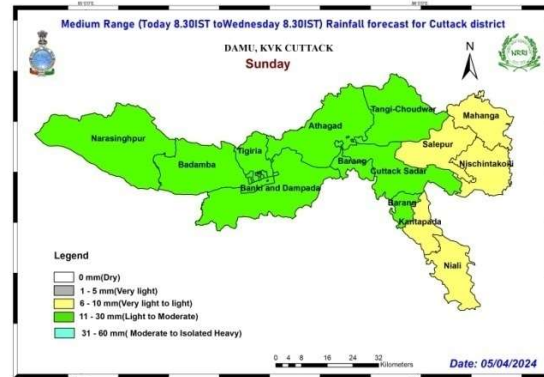 Medium Range (Today 8.30IST toWednesday 8.30IST) Rainfall forecast for Cuttack district
DAMU, KVK CUTTACK
Sunday
NRRI
N
Tangi-Choudwar
Mahanga
Athagad
Narasinghpur
Salepur
Tigiria
Nischintakoili
Badamba
Barang
Cuttack Sadar
Banki and Dampada
Barang
Kantapada
Niali
Legend
0 mm(Dry)
1 - 5 mm(Very light)
6 - 10 mm(Very light to light)
11 - 30 mm(Light to Moderate)
31 - 60 mm( Moderate to Isolated Heavy)
0 4 8 16 24 32
Kilometers
Date: 05/04/2024